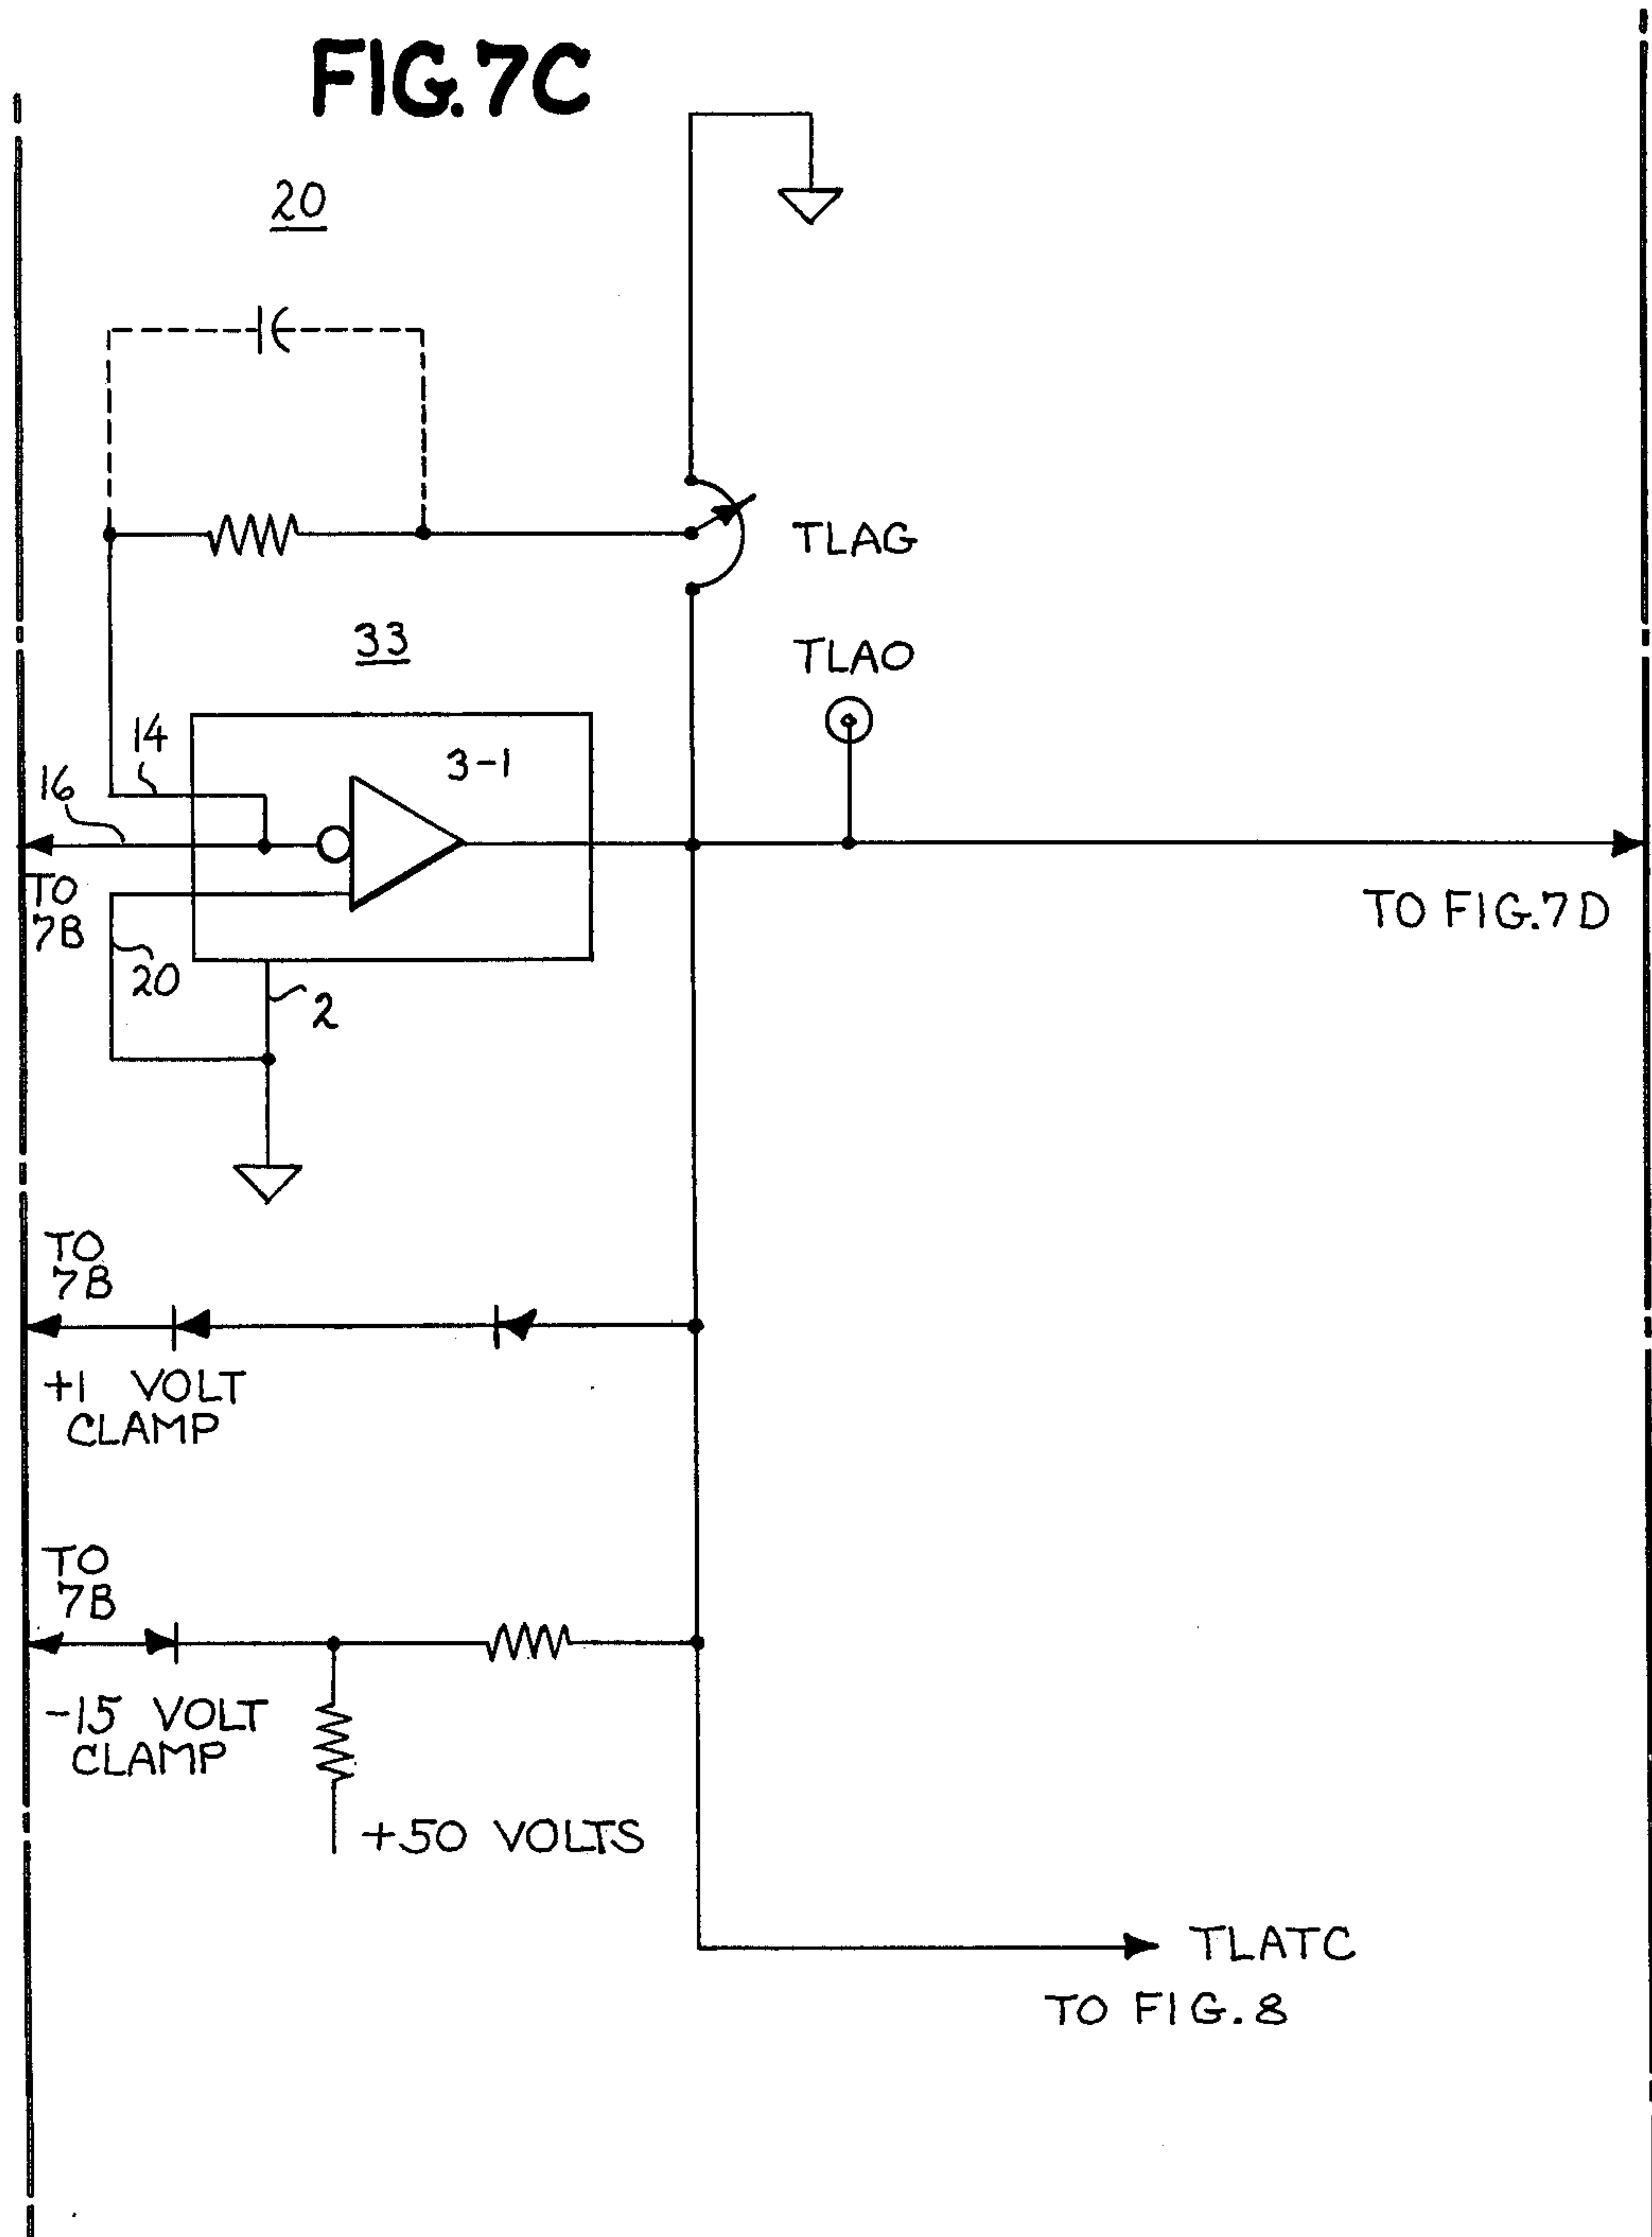 FIG.7C
20
TLAG
33
TLAO
14
3-1
16
TO
7B
TO FIG.7D
20
2
TO
7B
+1 VOLT
CLAMP
TO
7B
-15 VOLT
CLAMP
+50 VOLTS
TLATC
TO FIG.8